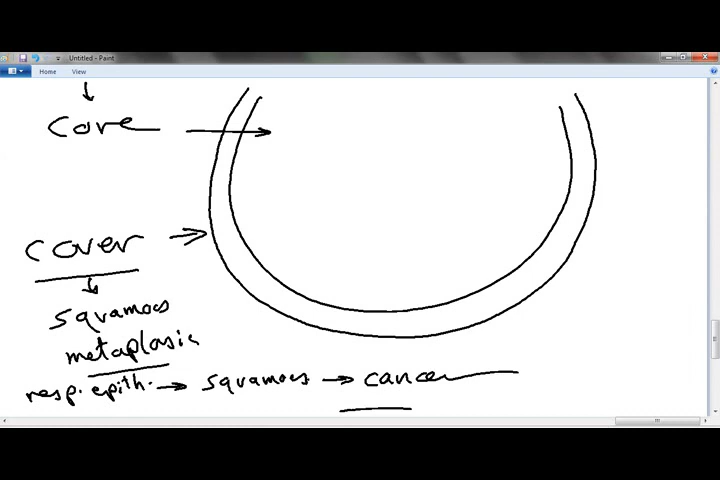 Untitled - Paint
Home View
core
cover
squamous
metaplasia
resp. epith. → squamous → cancer